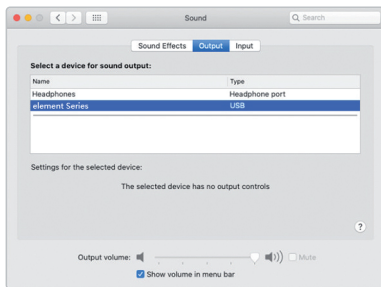 Sound
Search
Sound Effects Output Input
Select a device for sound output:
Name Type
Headphones Headphone port
element Series USB
Settings for the selected device:
The selected device has no output controls
?
Output volume: Mute
Show volume in menu bar